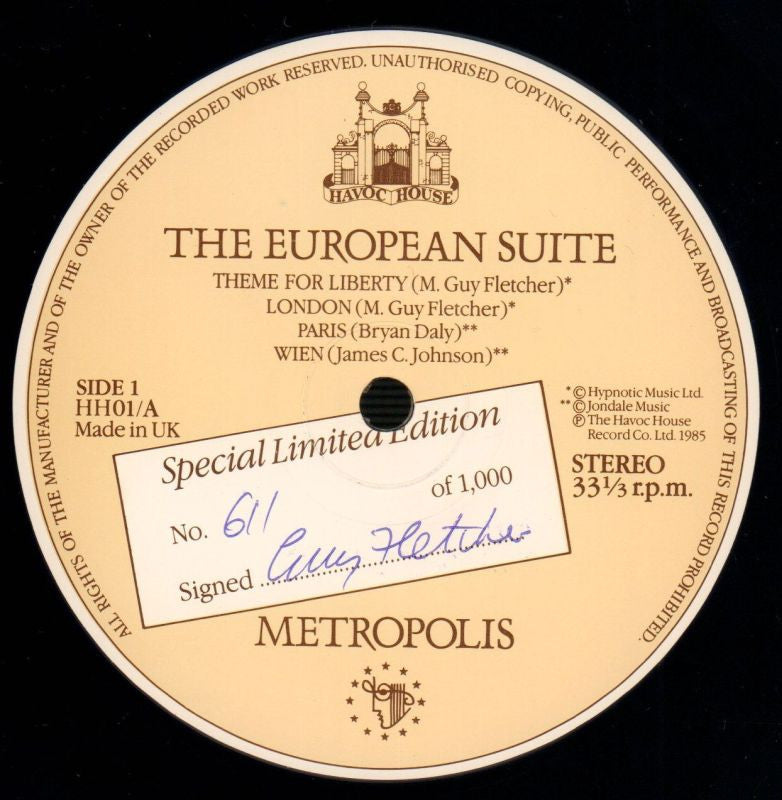 ALL RIGHTS OF THE MANUFACTURER AND OF THE OWNER OF THE RECORDED WORK RESERVED. UNAUTHORISED COPYING, PUBLIC PERFORMANCE AND BROADCASTING OF THIS RECORD PROHIBITED.
HAVOC HOUSE
THE EUROPEAN SUITE
THEME FOR LIBERTY (M. Guy Fletcher)*
LONDON (M. Guy Fletcher)*
PARIS (Bryan Daly)**
WIEN (James C. Johnson)**
SIDE 1
HH01/A
Made in UK
* © Hypnotic Music Ltd.
** © Jondale Music
℗ The Havoc House
Record Co. Ltd. 1985
STEREO
33⅓ r.p.m.
Special Limited Edition
No. 611 of 1,000
Signed Guy Fletcher
METROPOLIS